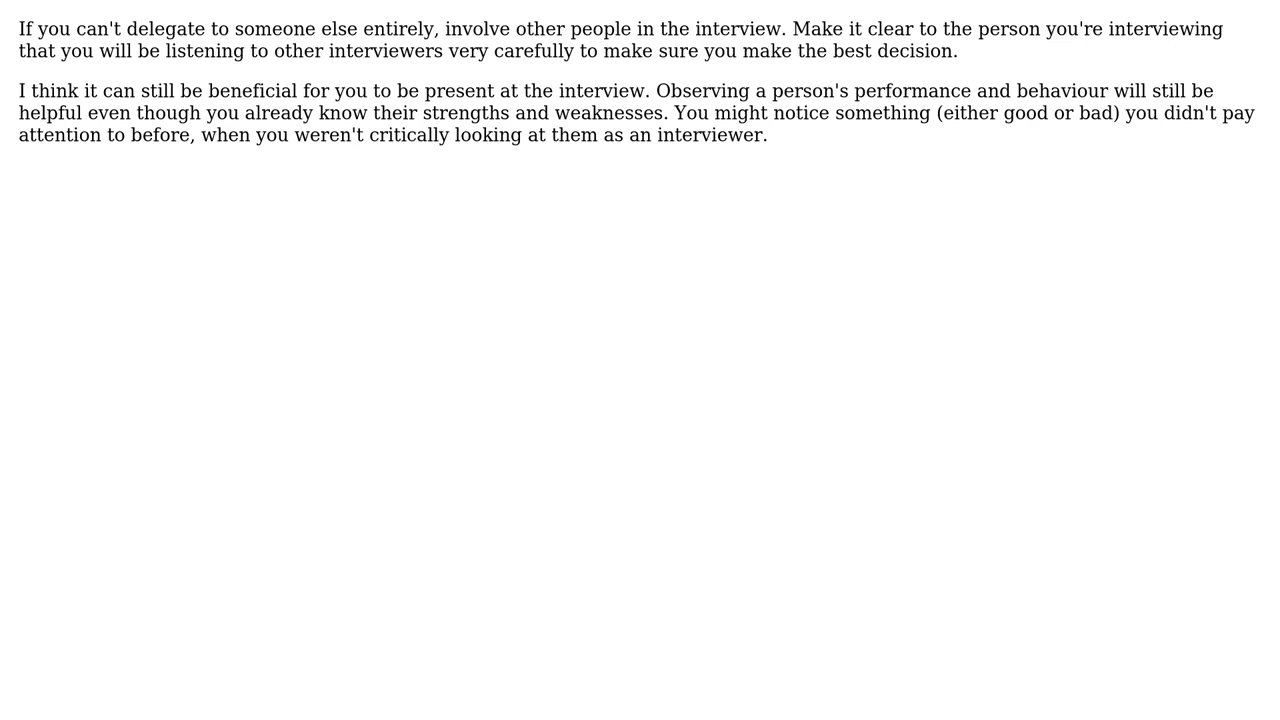 If you can't delegate to someone else entirely, involve other people in the interview. Make it clear to the person you're interviewing
that you will be listening to other interviewers very carefully to make sure you make the best decision.
I think it can still be beneficial for you to be present at the interview. Observing a person's performance and behaviour will still be
helpful even though you already know their strengths and weaknesses. You might notice something (either good or bad) you didn't pay
attention to before, when you weren't critically looking at them as an interviewer.